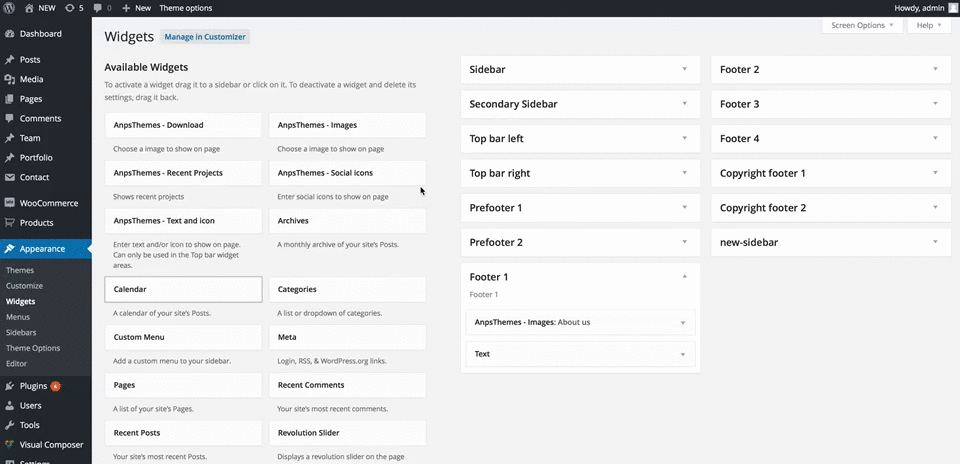 NEW
5
0
New
Theme options
Howdy, admin
Dashboard
Posts
Media
Pages
Comments
Team
Portfolio
Contact
WooCommerce
Products
Appearance
Themes
Customize
Widgets
Menus
Sidebars
Theme Options
Editor
Plugins 4
Users
Tools
Visual Composer
Settings
Screen Options
Help
Widgets
Manage in Customizer
Available Widgets
To activate a widget drag it to a sidebar or click on it. To deactivate a widget and delete its
settings, drag it back.
AnpsThemes - Download
Choose a image to show on page
AnpsThemes - Images
Choose a image to show on page
AnpsThemes - Recent Projects
Shows recent projects
AnpsThemes - Social icons
Enter social icons to show on page
AnpsThemes - Text and icon
Enter text and/or icon to show on page.
Can only be used in the Top bar widget
areas.
Archives
A monthly archive of your site's Posts.
Calendar
A calendar of your site's Posts.
Categories
A list or dropdown of categories.
Custom Menu
Add a custom menu to your sidebar.
Meta
Login, RSS, & WordPress.org links.
Pages
A list of your site's Pages.
Recent Comments
Your site's most recent comments.
Recent Posts
Your site's most recent Posts.
Revolution Slider
Displays a revolution slider on the page
Sidebar
Secondary Sidebar
Top bar left
Top bar right
Prefooter 1
Prefooter 2
Footer 1
Footer 1
AnpsThemes - Images: About us
Text
Footer 2
Footer 3
Footer 4
Copyright footer 1
Copyright footer 2
new-sidebar